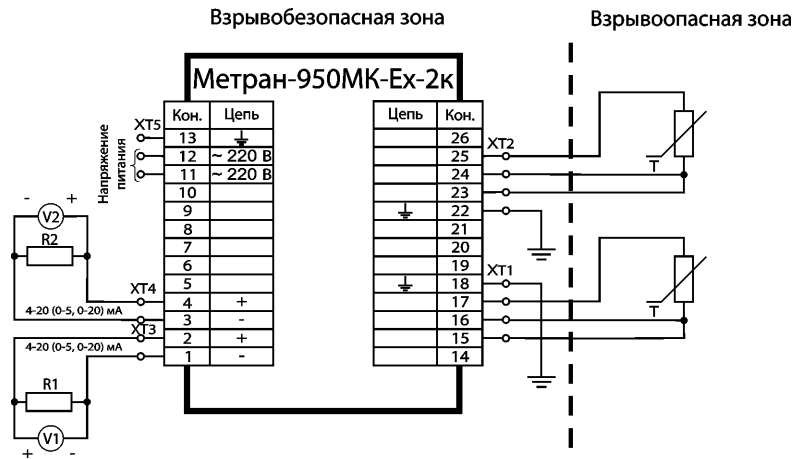 Взрывобезопасная зона
Взрывоопасная зона
Метран-950МК-Ех-2к
Кон. Цепь
Цепь Кон.
XT5
13
12 ~ 220 В
11 ~ 220 В
10
9
8
7
6
5
4 +
3 -
2 +
1 -
Напряжение
питания
- +
V2
R2
XT4
4-20 (0-5, 0-20) мА
XT3
4-20 (0-5, 0-20) мА
R1
V1
+ -
26
25
24
23
22
21
20
19
18
17
16
15
14
XT2
XT1
T
T